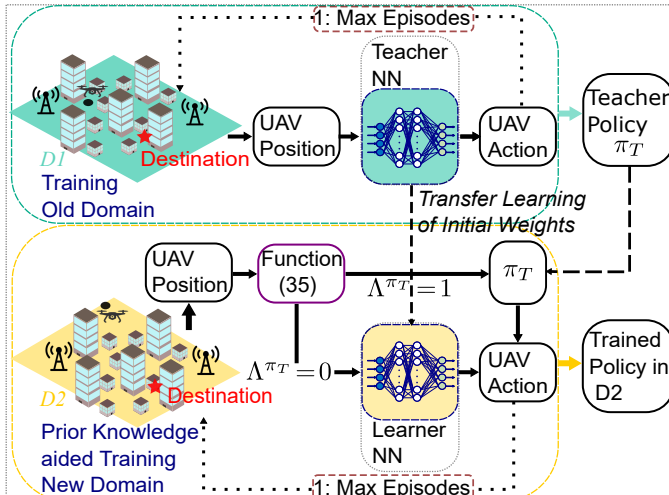 1: Max Episodes
Teacher
NN
UAV
Position
UAV
Action
Teacher
Policy
π_T
D1
Destination
Training
Old Domain
Transfer Learning
of Initial Weights
UAV
Position
Function
(35)
Λ^{π_T} = 1
π_T
Λ^{π_T} = 0
UAV
Action
Trained
Policy in
D2
D2
Destination
Prior Knowledge
aided Training
New Domain
Learner
NN
1: Max Episodes